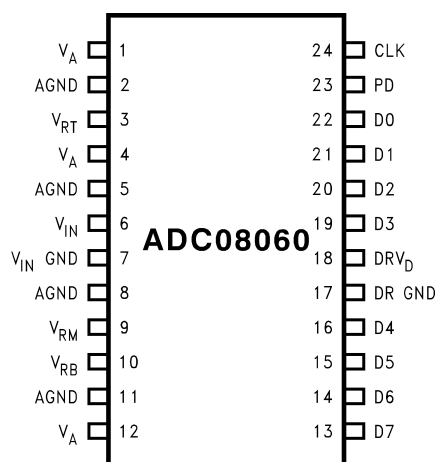 V_A 1 24 CLK
AGND 2 23 PD
V_RT 3 22 D0
V_A 4 21 D1
AGND 5 20 D2
V_IN 6 19 D3
ADC08060
V_IN GND 7 18 DRV_D
AGND 8 17 DR GND
V_RM 9 16 D4
V_RB 10 15 D5
AGND 11 14 D6
V_A 12 13 D7